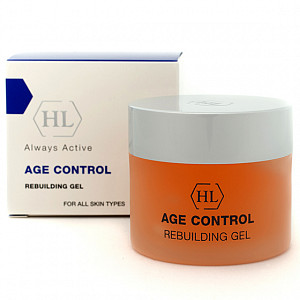 HL
Always Active
AGE CONTROL
REBUILDING GEL
FOR ALL SKIN TYPES
HL
AGE CONTROL
REBUILDING GEL